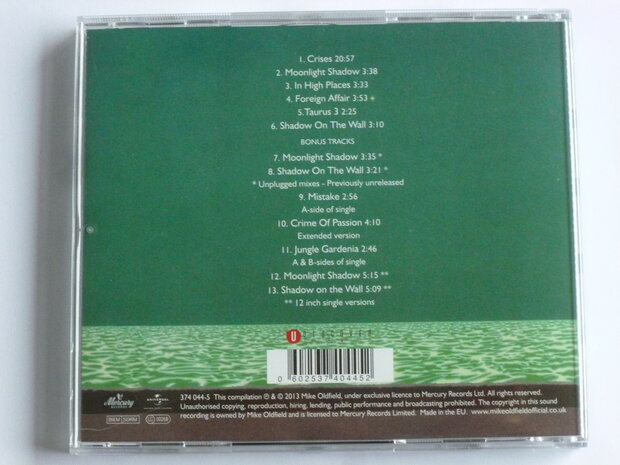 1. Crises 20:57
2. Moonlight Shadow 3:38
3. In High Places 3:33
4. Foreign Affair 3:53
5.Taurus 3 2:25
6. Shadow On The Wall 3:10
BONUS TRACKS
7. Moonlight Shadow 3:35 *
8. Shadow On The Wall 3:21 *
* Unplugged mixes - Previously unreleased
9. Mistake 2:56
A-side of single
10. Crime Of Passion 4:10
Extended version
11. Jungle Gardenia 2:46
A & B-sides of single
12. Moonlight Shadow 5:15 **
13. Shadow on the Wall 5:09 **
** 12 inch single versions
U
0 602537 404452
Mercury
RECORDS
UNIVERSAL
374 044-5 This compilation ℗ & © 2013 Mike Oldfield, under exclusive licence to Mercury Records Ltd. All rights reserved.
Unauthorised copying, reproduction, hiring, lending, public performance and broadcasting prohibited. The copyright in this sound
recording is owned by Mike Oldfield and is licensed to Mercury Records Limited. Made in the EU. www.mikeoldfieldofficial.co.uk
BIEM | SDRM
LC 00268